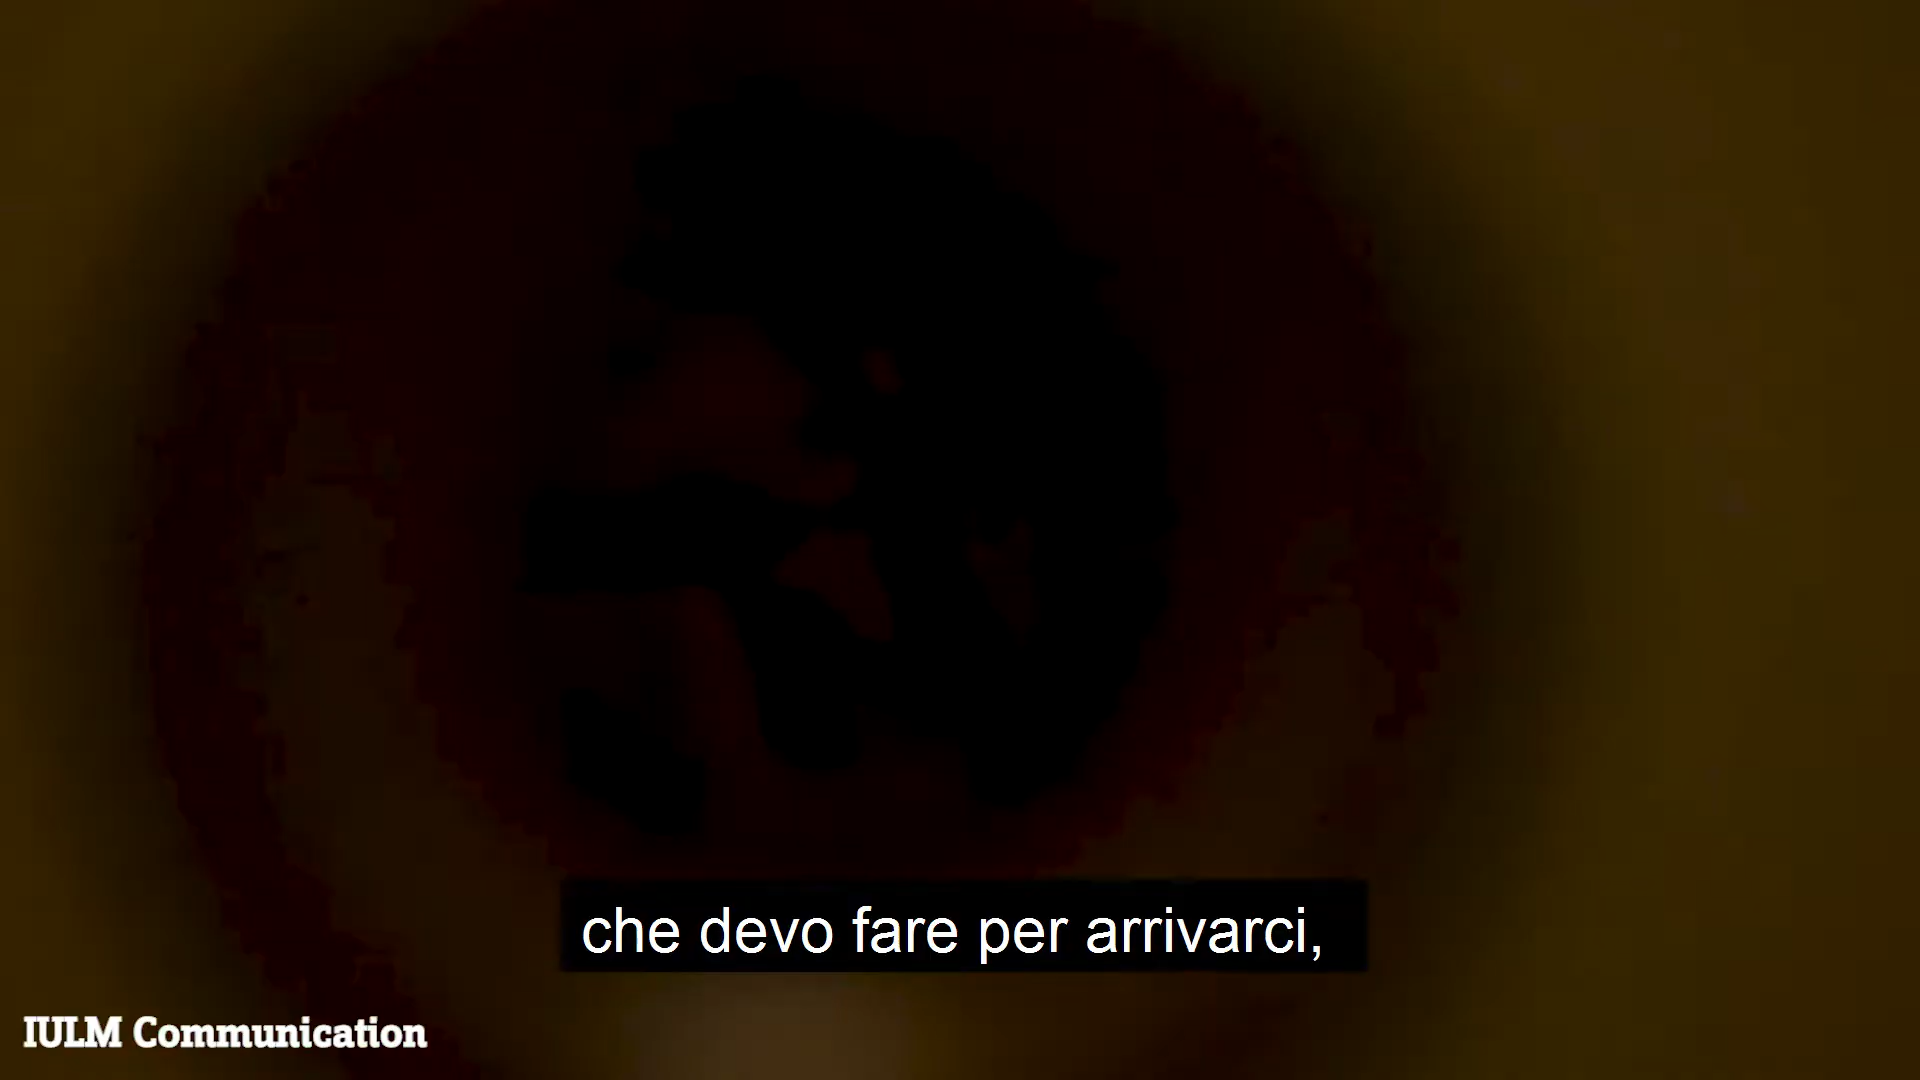 che devo fare per arrivarci,
IULM Communication